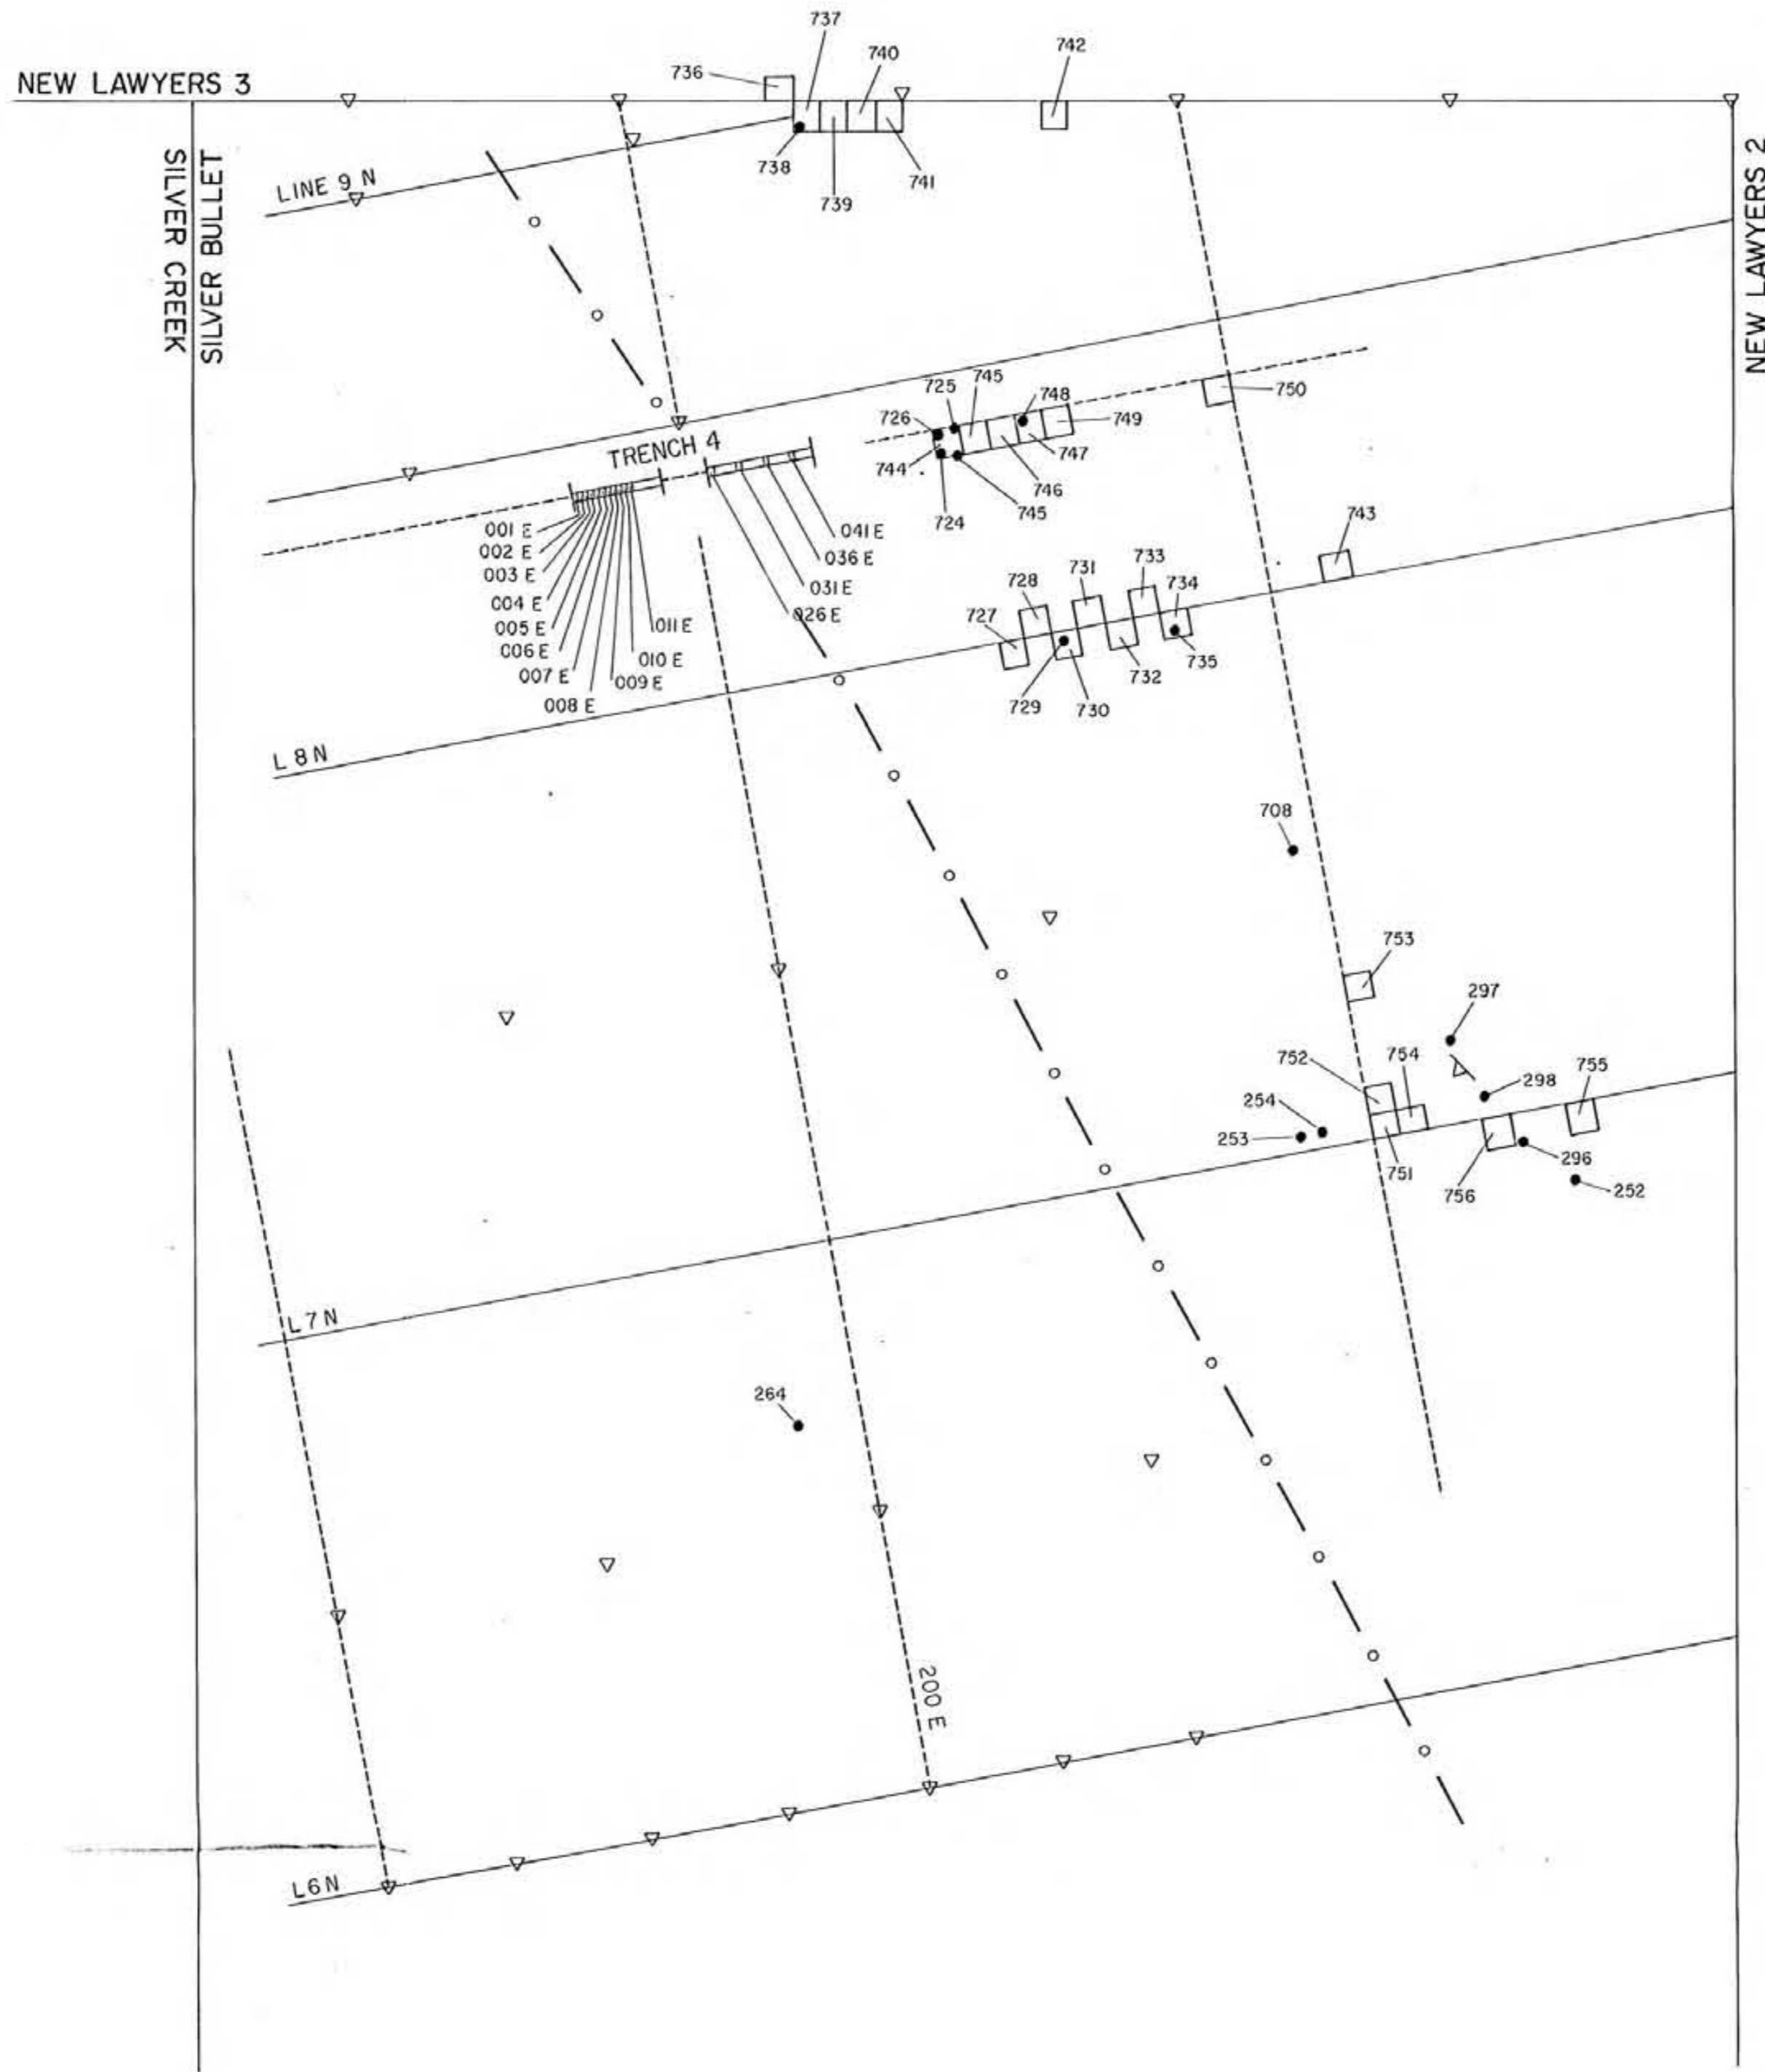 737
740
742
736
NEW LAWYERS 3
738
741
739
LINE 9 N
SILVER CREEK
SILVER BULLET
NEW LAWYERS 2
725
745
748
750
726
749
TRENCH 4
744
747
746
724
745
743
001 E
002 E
003 E
004 E
005 E
006 E
007 E
008 E
009 E
010 E
011 E
041 E
036 E
031 E
026 E
728
731
733
734
727
735
732
729
730
L 8 N
708
753
297
752
754
298
755
254
253
751
296
756
252
L 7 N
264
200 E
L 6 N